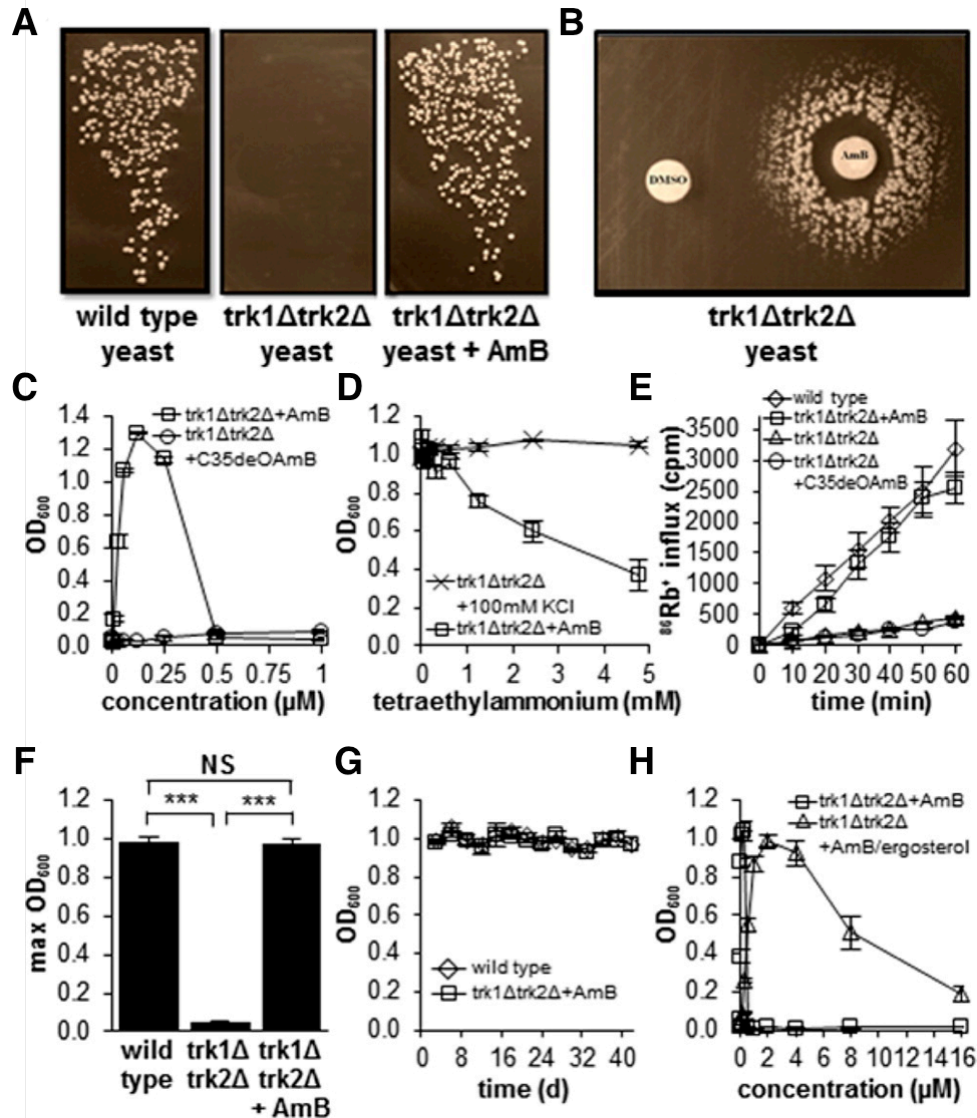 A
B
DMSO
AmB
wild type
yeast
trk1Δtrk2Δ
yeast
trk1Δtrk2Δ
yeast + AmB
trk1Δtrk2Δ
yeast
C
1.4
1.2
1.0
0.8
0.6
0.4
0.2
0.0
OD600
trk1Δtrk2Δ+AmB
trk1Δtrk2Δ
+C35deOAmB
0 0.25 0.5 0.75 1
concentration (µM)
D
1.2
1.0
0.8
0.6
0.4
0.2
0.0
OD600
trk1Δtrk2Δ
+100mM KCl
trk1Δtrk2Δ+AmB
0 1 2 3 4 5
tetraethylammonium (mM)
E
wild type
trk1Δtrk2Δ+AmB
trk1Δtrk2Δ
trk1Δtrk2Δ
+C35deOAmB
3500
3000
2500
2000
1500
1000
500
0
86Rb+ influx (cpm)
0 10 20 30 40 50 60
time (min)
F
NS
*** ***
1.2
1.0
0.8
0.6
0.4
0.2
0.0
max OD600
wild
type
trk1Δ
trk2Δ
trk1Δ
trk2Δ
+ AmB
G
1.2
1.0
0.8
0.6
0.4
0.2
0.0
OD600
wild type
trk1Δtrk2Δ+AmB
0 8 16 24 32 40
time (d)
H
1.2
1.0
0.8
0.6
0.4
0.2
0.0
OD600
trk1Δtrk2Δ+AmB
trk1Δtrk2Δ
+AmB/ergosterol
0 2 4 6 8 10 12 14 16
concentration (µM)